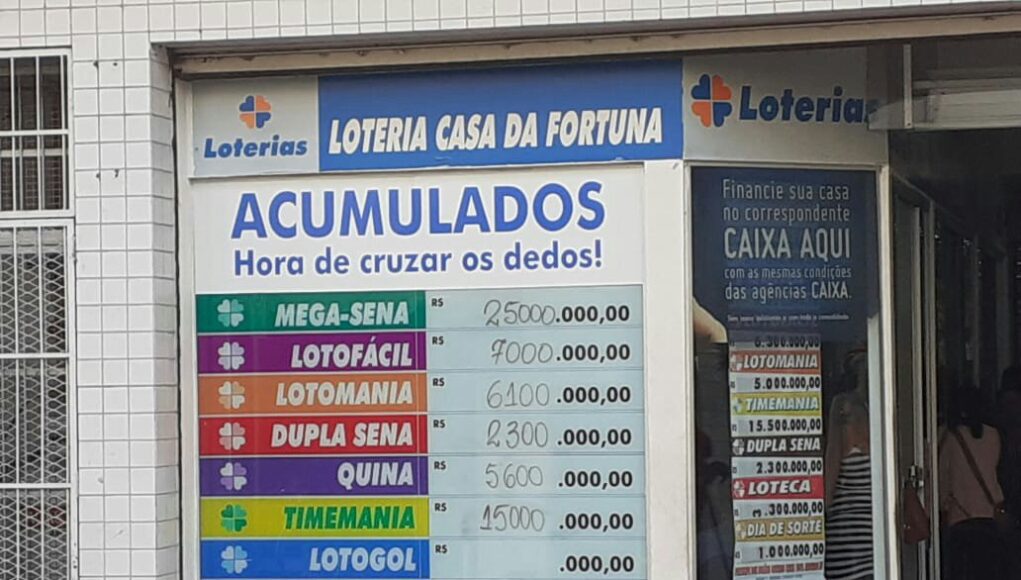 Loterias
LOTERIA CASA DA FORTUNA
Loterias
ACUMULADOS
Hora de cruzar os dedos!
MEGA-SENA R$ 25000.000,00
LOTOFÁCIL R$ 7000.000,00
LOTOMANIA R$ 6100.000,00
DUPLA SENA R$ 2300.000,00
QUINA R$ 5600.000,00
TIMEMANIA R$ 15000.000,00
LOTOGOL R$ .000,00
Financie sua casa
no correspondente
CAIXA AQUI
com as mesmas condições
das agências CAIXA.
6.300.000,00
LOTOMANIA
5.000.000,00
TIMEMANIA
15.500.000,00
DUPLA SENA
2.300.000,00
LOTECA
.300.000,00
DIA DE SORTE
1.000.000,00